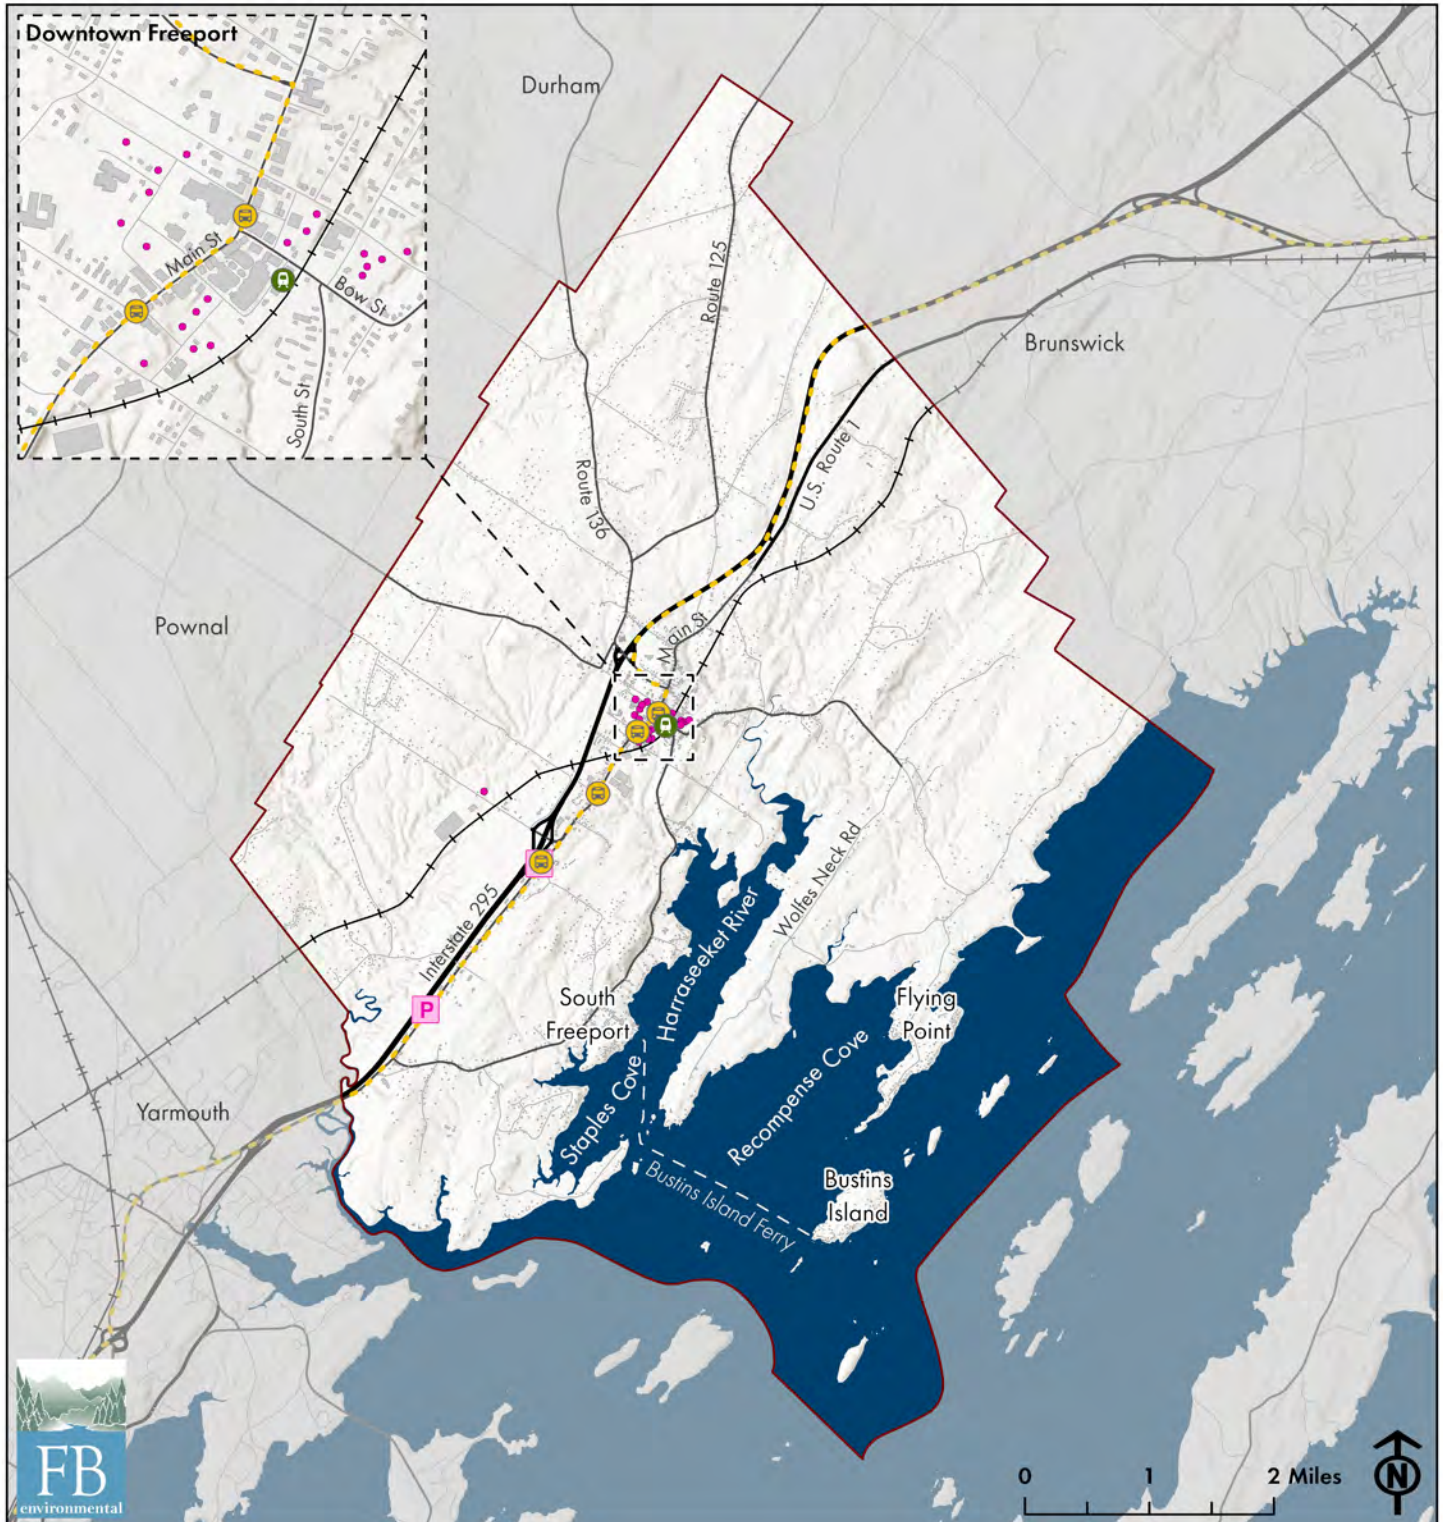 Downtown Freeport
Main St
Bow St
South St
Durham
Route 125
Brunswick
U.S. Route 1
Route 136
Pownal
Main St
Interstate 295
P
Wolfes Neck Rd
Harraseeket River
South
Freeport
Flying
Point
Staples Cove
Recompense Cove
Yarmouth
Bustins
Island
Bustins Island Ferry
FB
environmental
0 1 2 Miles
N